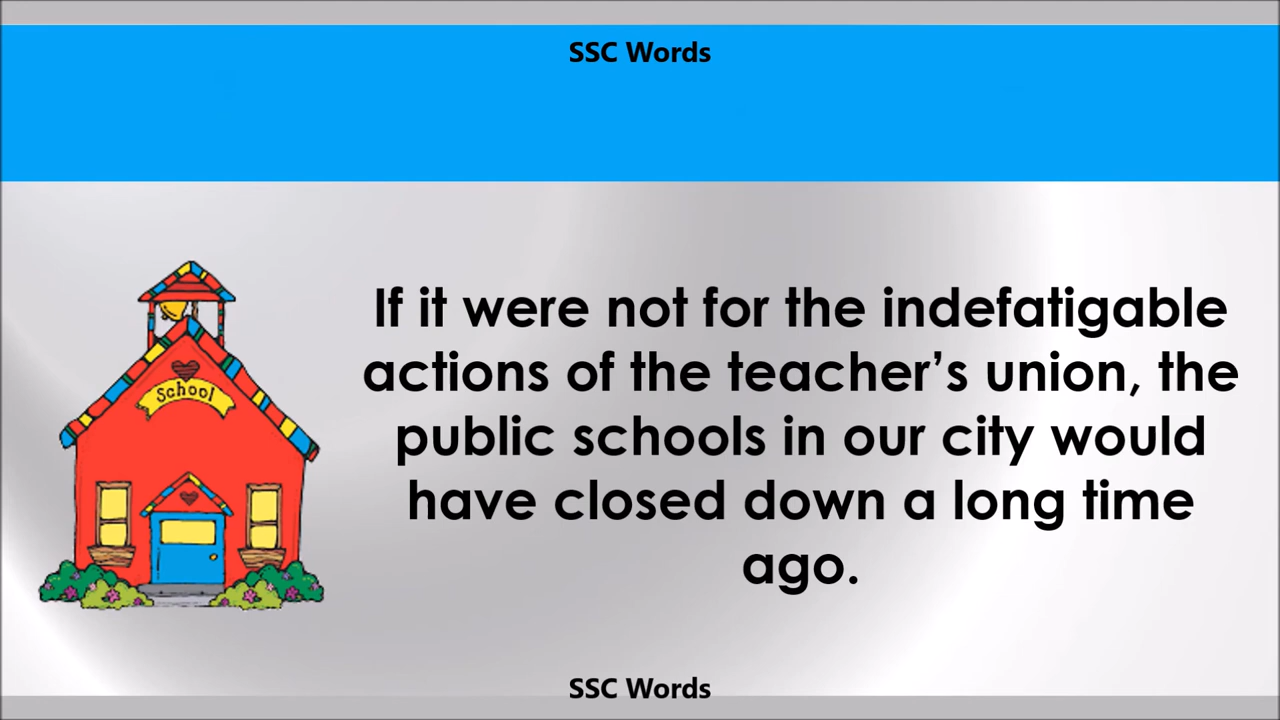 SSC Words
School
If it were not for the indefatigable
actions of the teacher’s union, the
public schools in our city would
have closed down a long time
ago.
SSC Words